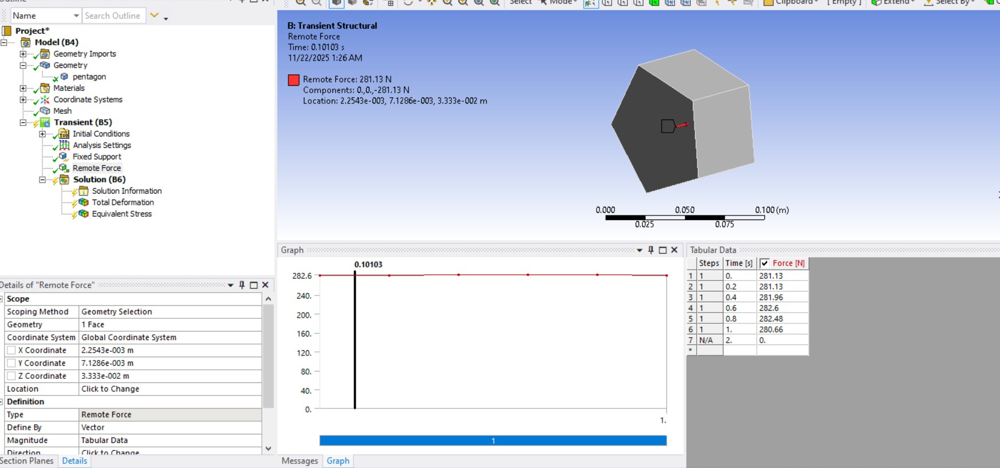 Outline
Name Search Outline
Project*
Model (B4)
Geometry Imports
Geometry
pentagon
Materials
Coordinate Systems
Mesh
Transient (B5)
Initial Conditions
Analysis Settings
Fixed Support
Remote Force
Solution (B6)
Solution Information
Total Deformation
Equivalent Stress
Details of "Remote Force"
Scope
Scoping Method Geometry Selection
Geometry 1 Face
Coordinate System Global Coordinate System
X Coordinate 2.2543e-003 m
Y Coordinate 7.1286e-003 m
Z Coordinate 3.333e-002 m
Location Click to Change
Definition
Type Remote Force
Define By Vector
Magnitude Tabular Data
Direction Click to Change
Section Planes Details
Select Mode Clipboard [ Empty ] Extend Select By
B: Transient Structural
Remote Force
Time: 0.10103 s
11/22/2025 1:26 AM
Remote Force: 281.13 N
Components: 0.,0.,-281.13 N
Location: 2.2543e-003, 7.1286e-003, 3.333e-002 m
0.000 0.050 0.100 (m)
0.025 0.075
Graph
0.10103
282.6
240.
200.
160.
120.
80.
40.
0.
1.
1
Messages Graph
Tabular Data
Steps Time [s] Force [N]
1 1 0. 281.13
2 1 0.2 281.13
3 1 0.4 281.96
4 1 0.6 282.6
5 1 0.8 282.48
6 1 1. 280.66
7 N/A 2. 0.
*